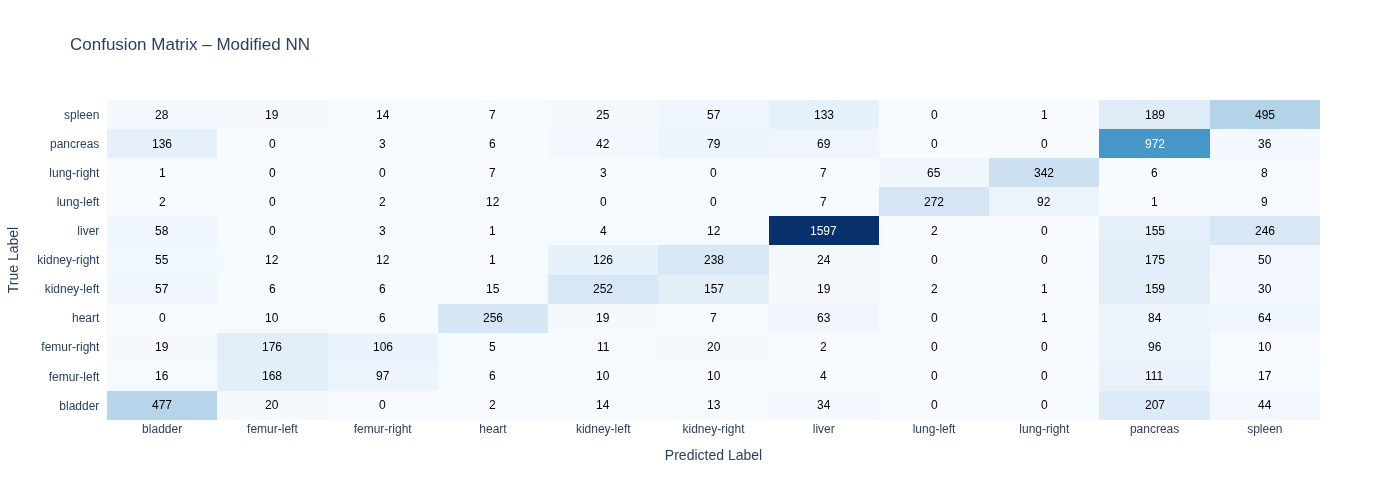 Confusion Matrix – Modified NN
spleen 28 19 14 7 25 57 133 0 1 189 495
pancreas 136 0 3 6 42 79 69 0 0 972 36
lung-right 1 0 0 7 3 0 7 65 342 6 8
lung-left 2 0 2 12 0 0 7 272 92 1 9
liver 58 0 3 1 4 12 1597 2 0 155 246
kidney-right 55 12 12 1 126 238 24 0 0 175 50
kidney-left 57 6 6 15 252 157 19 2 1 159 30
heart 0 10 6 256 19 7 63 0 1 84 64
femur-right 19 176 106 5 11 20 2 0 0 96 10
femur-left 16 168 97 6 10 10 4 0 0 111 17
bladder 477 20 0 2 14 13 34 0 0 207 44
bladder femur-left femur-right heart kidney-left kidney-right liver lung-left lung-right pancreas spleen
Predicted Label
True Label